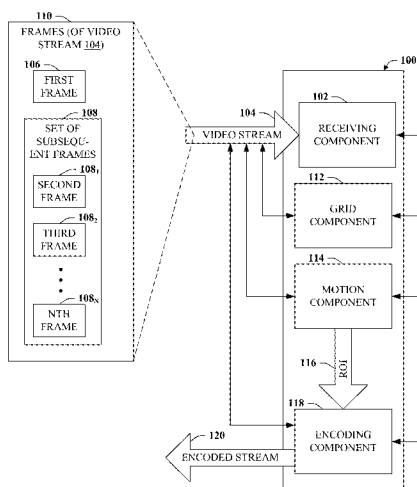 110
FRAMES (OF VIDEO
STREAM 104)
106
FIRST
FRAME
108
SET OF
SUBSEQU-
ENT FRAMES
108₁
SECOND
FRAME
108₂
THIRD
FRAME
108N
NTH
FRAME
100
104
VIDEO STREAM
102
RECEIVING
COMPONENT
112
GRID
COMPONENT
114
MOTION
COMPONENT
116
ROI
118
ENCODING
COMPONENT
120
ENCODED STREAM